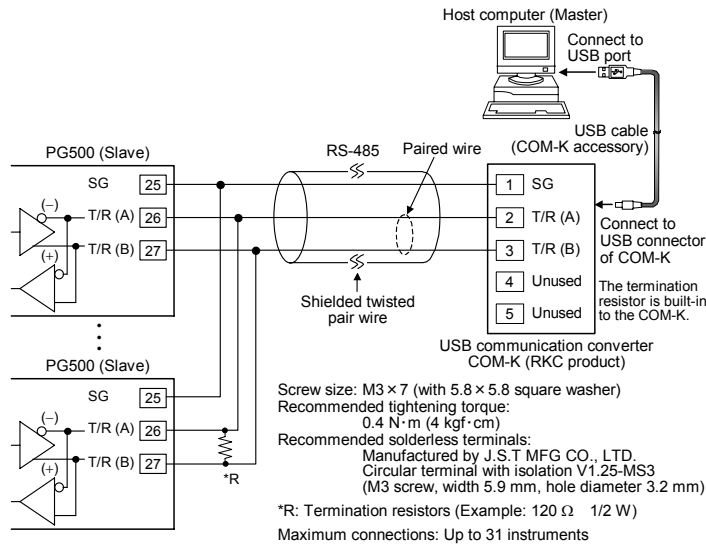 Host computer (Master)
Connect to
USB port
USB cable
(COM-K accessory)
PG500 (Slave)
RS-485
Paired wire
SG 25
(−)
T/R (A) 26
T/R (B) 27
(+)
1 SG
2 T/R (A)
3 T/R (B)
4 Unused
5 Unused
Connect to
USB connector
of COM-K
The termination
resistor is built-in
to the COM-K.
Shielded twisted
pair wire
USB communication converter
COM-K (RKC product)
PG500 (Slave)
SG 25
(−)
T/R (A) 26
T/R (B) 27
(+)
*R
Screw size: M3 × 7 (with 5.8 × 5.8 square washer)
Recommended tightening torque:
0.4 N·m (4 kgf·cm)
Recommended solderless terminals:
Manufactured by J.S.T MFG CO., LTD.
Circular terminal with isolation V1.25-MS3
(M3 screw, width 5.9 mm, hole diameter 3.2 mm)
*R: Termination resistors (Example: 120 Ω 1/2 W)
Maximum connections: Up to 31 instruments